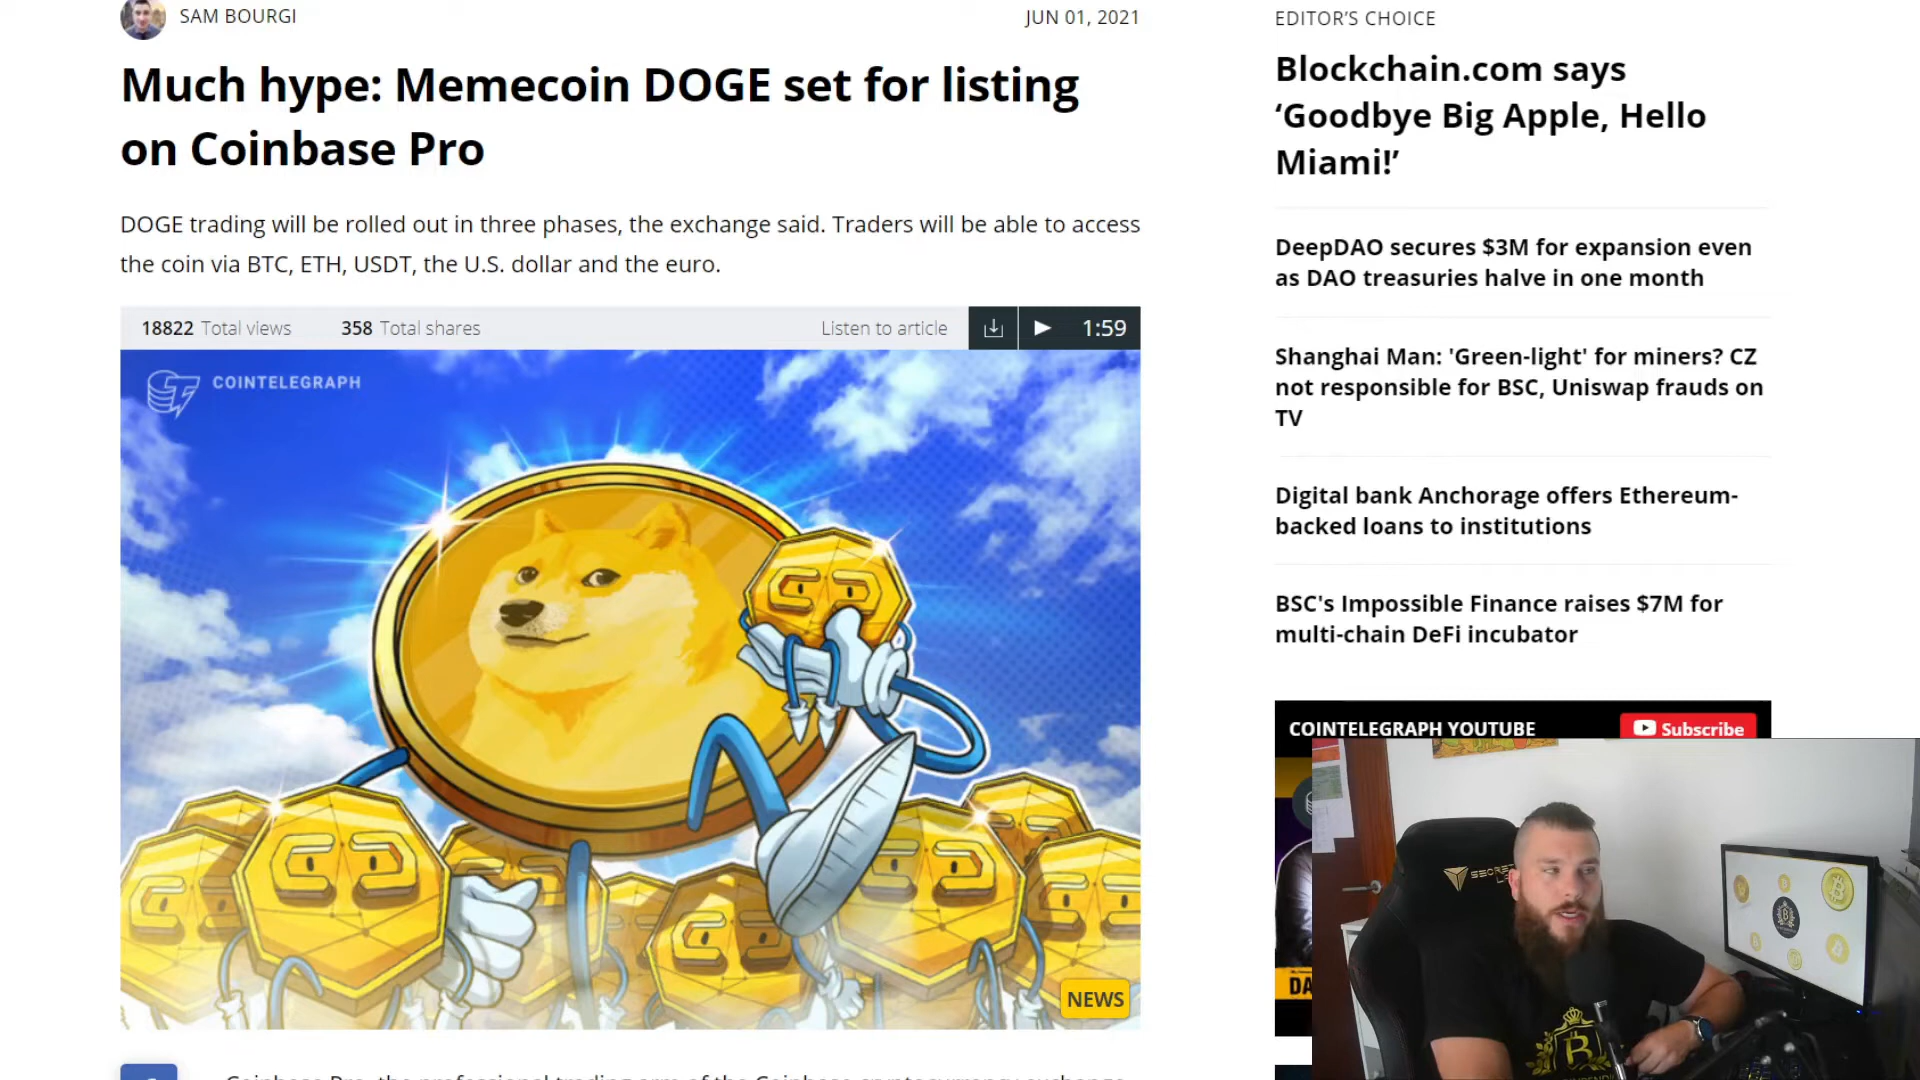 SAM BOURGI
JUN 01, 2021
Much hype: Memecoin DOGE set for listing
on Coinbase Pro
DOGE trading will be rolled out in three phases, the exchange said. Traders will be able to access
the coin via BTC, ETH, USDT, the U.S. dollar and the euro.
18822 Total views
358 Total shares
Listen to article
1:59
COINTELEGRAPH
NEWS
EDITOR’S CHOICE
Blockchain.com says
‘Goodbye Big Apple, Hello
Miami!’
DeepDAO secures $3M for expansion even
as DAO treasuries halve in one month
Shanghai Man: 'Green-light' for miners? CZ
not responsible for BSC, Uniswap frauds on
TV
Digital bank Anchorage offers Ethereum-
backed loans to institutions
BSC's Impossible Finance raises $7M for
multi-chain DeFi incubator
COINTELEGRAPH YOUTUBE
Subscribe
DA